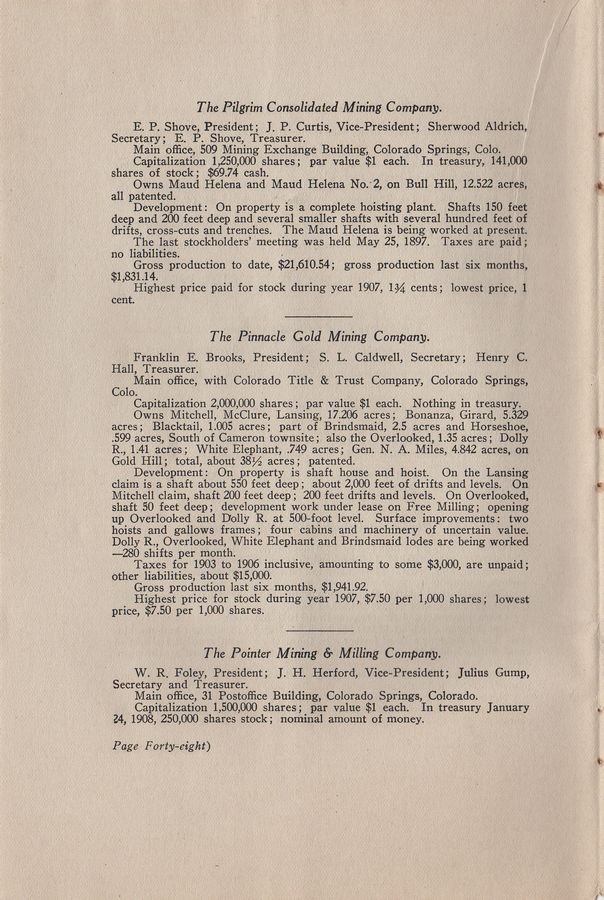 The Pilgrim Consolidated Mining Company.
E. P. Shove, President; J. P. Curtis, Vice-President; Sherwood Aldrich,
Secretary; E. P. Shove, Treasurer.
Main office, 509 Mining Exchange Building, Colorado Springs, Colo.
Capitalization 1,250,000 shares; par value $1 each. In treasury, 141,000
shares of stock; $69.74 cash.
Owns Maud Helena and Maud Helena No. 2, on Bull Hill, 12.522 acres,
all patented.
Development: On property is a complete hoisting plant. Shafts 150 feet
deep and 200 feet deep and several smaller shafts with several hundred feet of
drifts, cross-cuts and trenches. The Maud Helena is being worked at present.
The last stockholders' meeting was held May 25, 1897. Taxes are paid;
no liabilities.
Gross production to date, $21,610.54; gross production last six months,
$1,831.14.
Highest price paid for stock during year 1907, 1¾ cents; lowest price, 1
cent.
The Pinnacle Gold Mining Company.
Franklin E. Brooks, President; S. L. Caldwell, Secretary; Henry C.
Hall, Treasurer.
Main office, with Colorado Title & Trust Company, Colorado Springs,
Colo.
Capitalization 2,000,000 shares; par value $1 each. Nothing in treasury.
Owns Mitchell, McClure, Lansing, 17.206 acres; Bonanza, Girard, 5.329
acres; Blacktail, 1.005 acres; part of Brindsmaid, 2.5 acres and Horseshoe,
.599 acres, South of Cameron townsite; also the Overlooked, 1.35 acres; Dolly
R., 1.41 acres; White Elephant, .749 acres; Gen. N. A. Miles, 4.842 acres, on
Gold Hill; total, about 38½ acres; patented.
Development: On property is shaft house and hoist. On the Lansing
claim is a shaft about 550 feet deep; about 2,000 feet of drifts and levels. On
Mitchell claim, shaft 200 feet deep; 200 feet drifts and levels. On Overlooked,
shaft 50 feet deep; development work under lease on Free Milling; opening
up Overlooked and Dolly R. at 500-foot level. Surface improvements: two
hoists and gallows frames; four cabins and machinery of uncertain value.
Dolly R., Overlooked, White Elephant and Brindsmaid lodes are being worked
—280 shifts per month.
Taxes for 1903 to 1906 inclusive, amounting to some $3,000, are unpaid;
other liabilities, about $15,000.
Gross production last six months, $1,941.92.
Highest price for stock during year 1907, $7.50 per 1,000 shares; lowest
price, $7.50 per 1,000 shares.
The Pointer Mining & Milling Company.
W. R. Foley, President; J. H. Herford, Vice-President; Julius Gump,
Secretary and Treasurer.
Main office, 31 Postoffice Building, Colorado Springs, Colorado.
Capitalization 1,500,000 shares; par value $1 each. In treasury January
24, 1908, 250,000 shares stock; nominal amount of money.
Page Forty-eight)